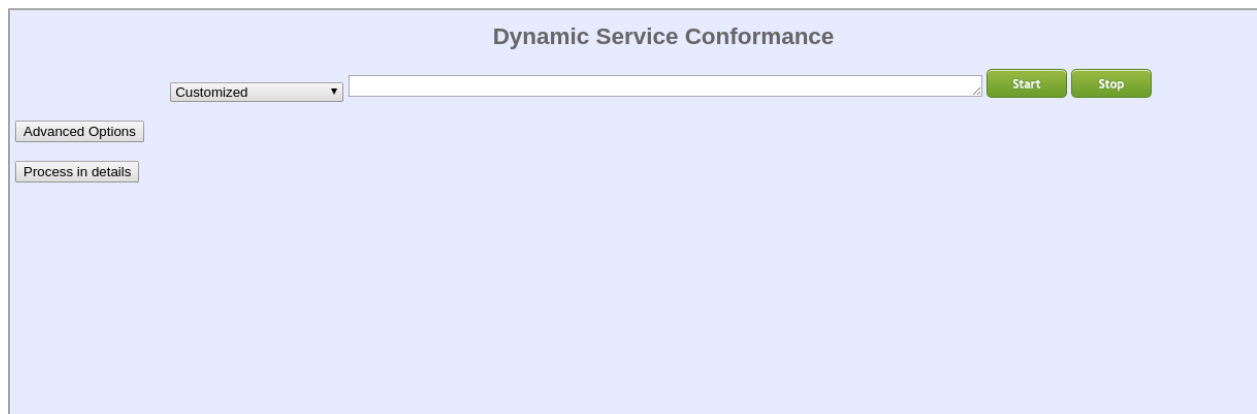 Dynamic Service Conformance
Customized Start Stop
Advanced Options
Process in details